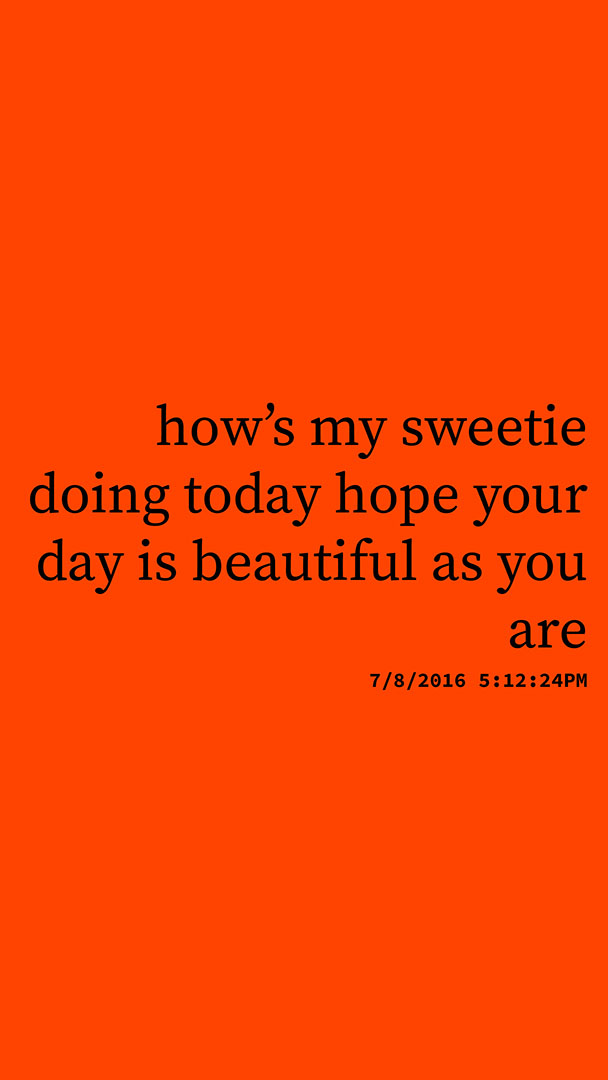 how’s my sweetie
doing today hope your
day is beautiful as you
are
7/8/2016 5:12:24PM